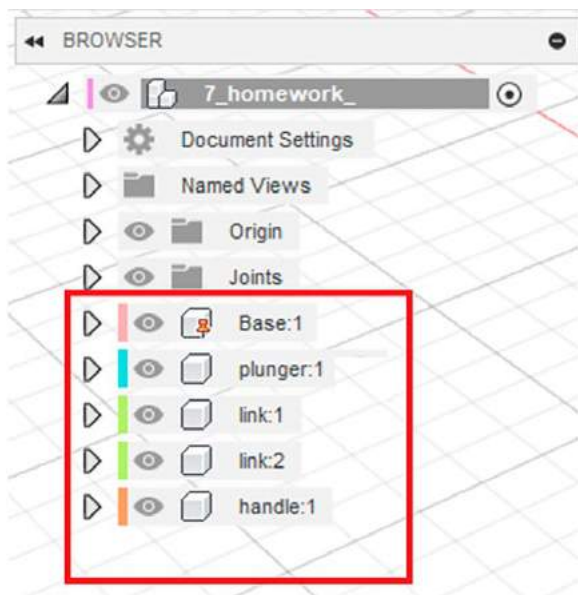 BROWSER
7_homework_
Document Settings
Named Views
Origin
Joints
Base:1
plunger:1
link:1
link:2
handle:1